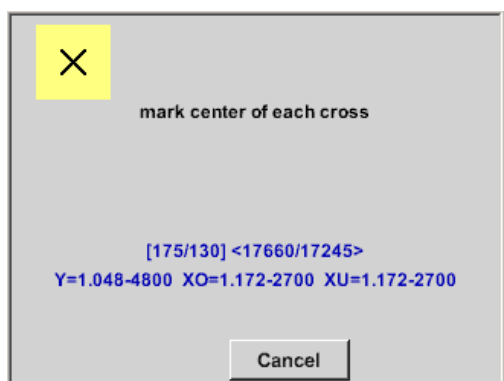 mark center of each cross
[175/130] <17660/17245>
Y=1.048-4800 XO=1.172-2700 XU=1.172-2700
Cancel